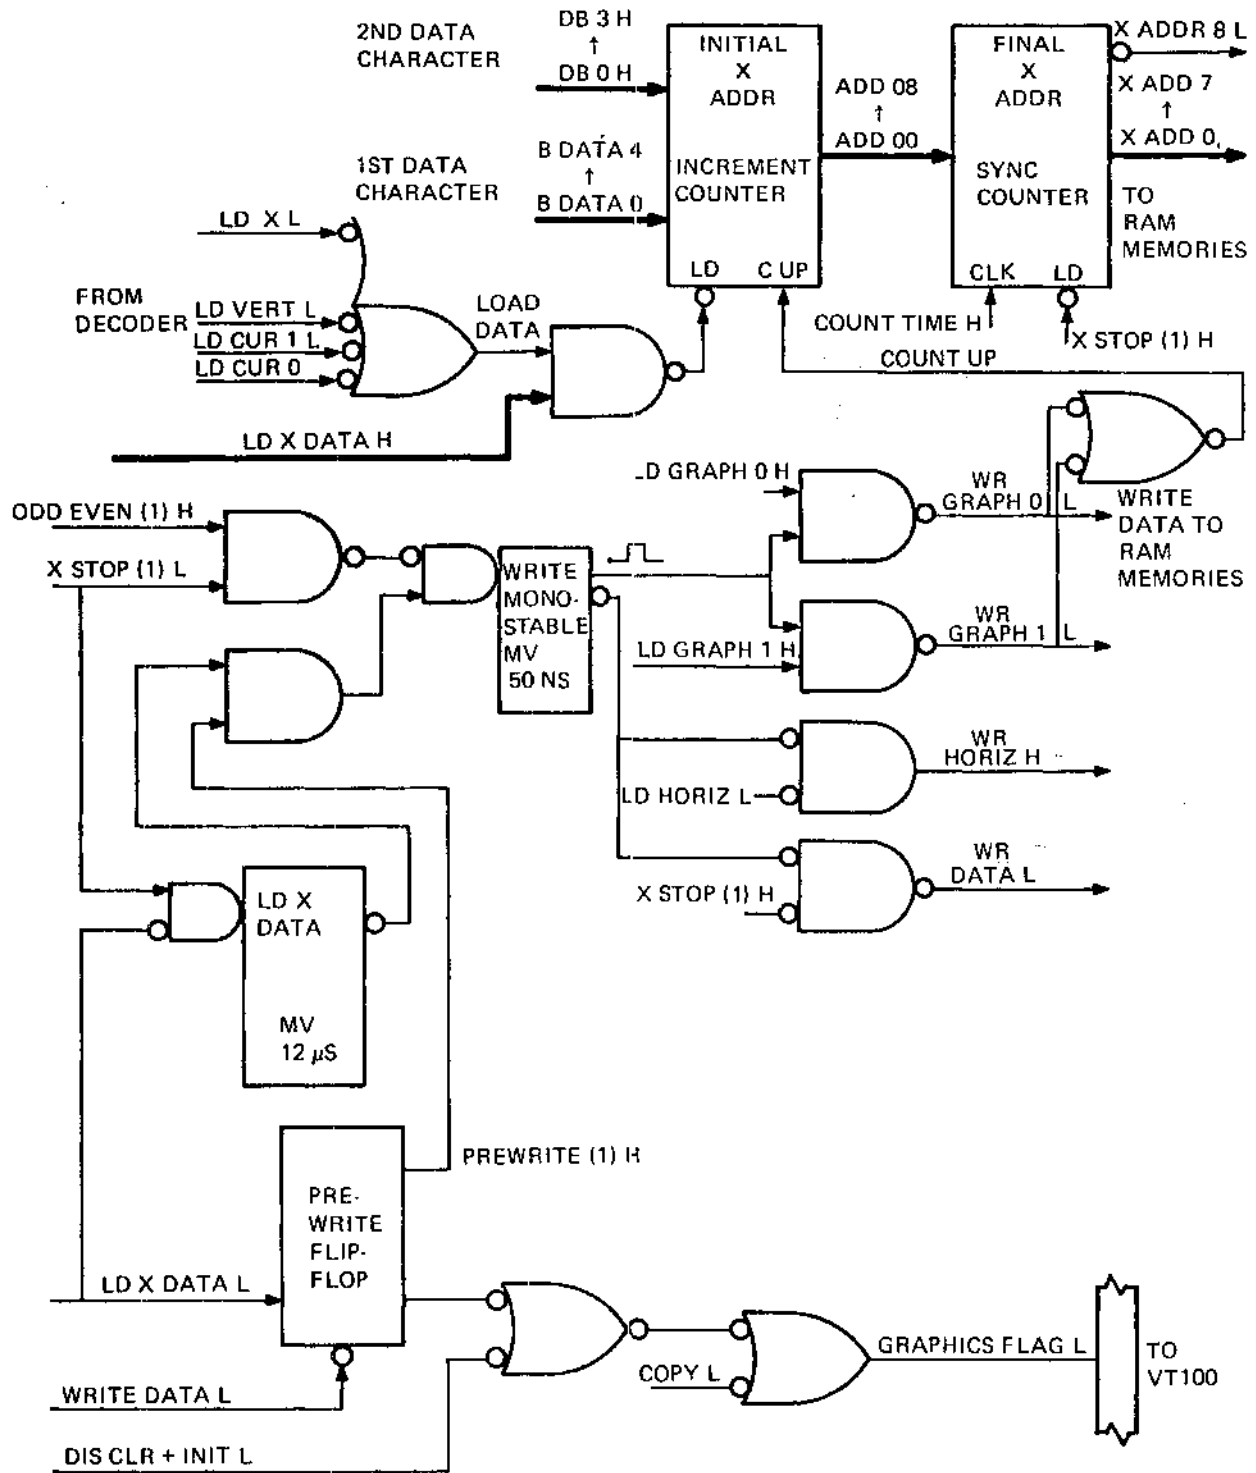 2ND DATA
CHARACTER
DB 3 H
↑
DB 0 H
INITIAL
X
ADDR
INCREMENT
COUNTER
LD C UP
ADD 08
↑
ADD 00
FINAL
X
ADDR
SYNC
COUNTER
CLK LD
X ADDR 8 L
X ADD 7
↑
X ADD 0
TO
RAM
MEMORIES
1ST DATA
CHARACTER
B DATA 4
↑
B DATA 0
LD X L
FROM
DECODER
LD VERT L
LD CUR 1 L
LD CUR 0
LOAD
DATA
LD X DATA H
COUNT TIME H
X STOP (1) H
COUNT UP
ODD EVEN (1) H
X STOP (1) L
WRITE
MONO-
STABLE
MV
50 NS
LD GRAPH 0 H
WR
GRAPH 0 L
WRITE
DATA TO
RAM
MEMORIES
LD GRAPH 1 H
WR
GRAPH 1 L
LD HORIZ L
WR
HORIZ H
X STOP (1) H
WR
DATA L
LD X
DATA
MV
12 µS
PREWRITE (1) H
PRE-
WRITE
FLIP-
FLOP
LD X DATA L
WRITE DATA L
DIS CLR + INIT L
COPY L
GRAPHICS FLAG L
TO
VT100